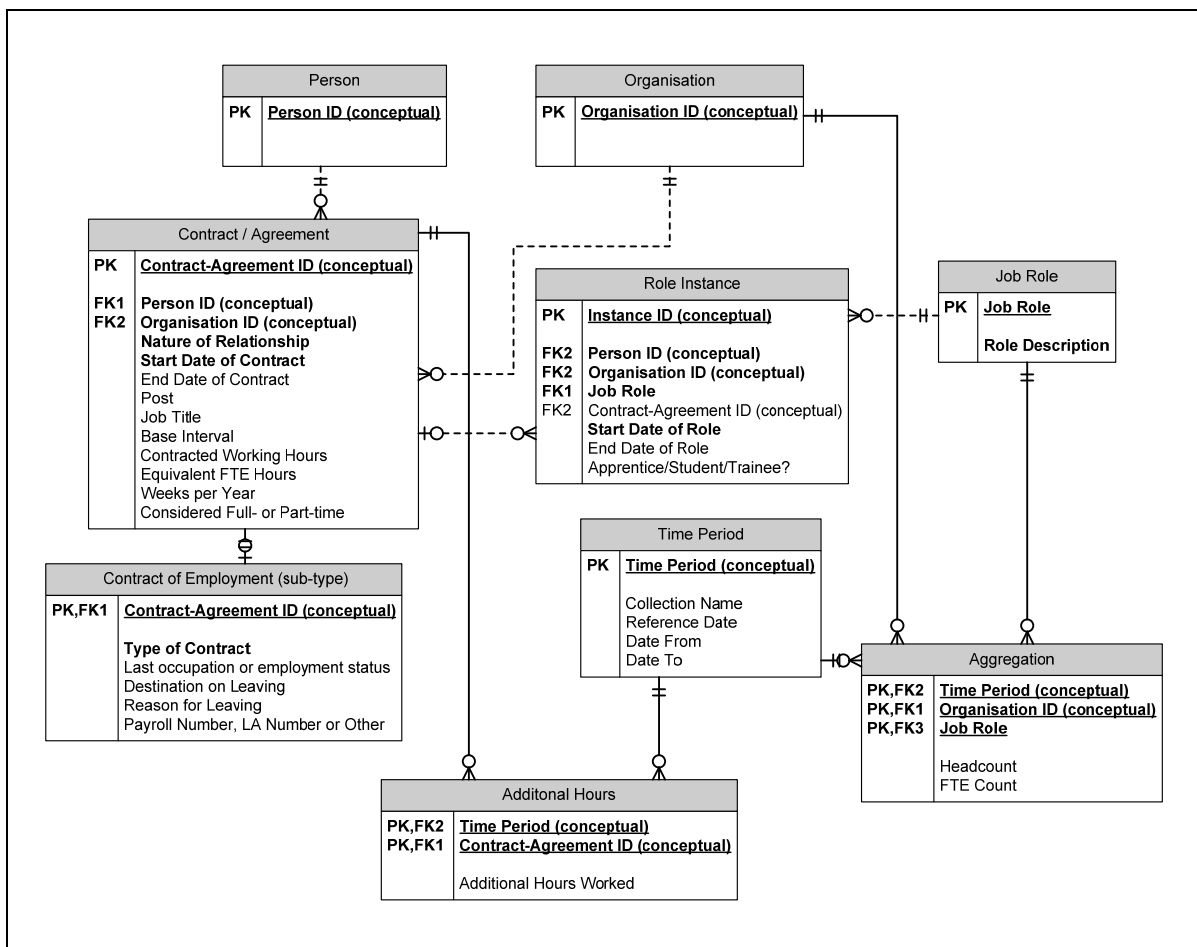 Person
PK Person ID (conceptual)
Organisation
PK Organisation ID (conceptual)
Contract / Agreement
PK Contract-Agreement ID (conceptual)
FK1 Person ID (conceptual)
FK2 Organisation ID (conceptual)
Nature of Relationship
Start Date of Contract
End Date of Contract
Post
Job Title
Base Interval
Contracted Working Hours
Equivalent FTE Hours
Weeks per Year
Considered Full- or Part-time
Role Instance
PK Instance ID (conceptual)
FK2 Person ID (conceptual)
FK2 Organisation ID (conceptual)
FK1 Job Role
FK2 Contract-Agreement ID (conceptual)
Start Date of Role
End Date of Role
Apprentice/Student/Trainee?
Job Role
PK Job Role
Role Description
Contract of Employment (sub-type)
PK,FK1 Contract-Agreement ID (conceptual)
Type of Contract
Last occupation or employment status
Destination on Leaving
Reason for Leaving
Payroll Number, LA Number or Other
Time Period
PK Time Period (conceptual)
Collection Name
Reference Date
Date From
Date To
Aggregation
PK,FK2 Time Period (conceptual)
PK,FK1 Organisation ID (conceptual)
PK,FK3 Job Role
Headcount
FTE Count
Additonal Hours
PK,FK2 Time Period (conceptual)
PK,FK1 Contract-Agreement ID (conceptual)
Additional Hours Worked